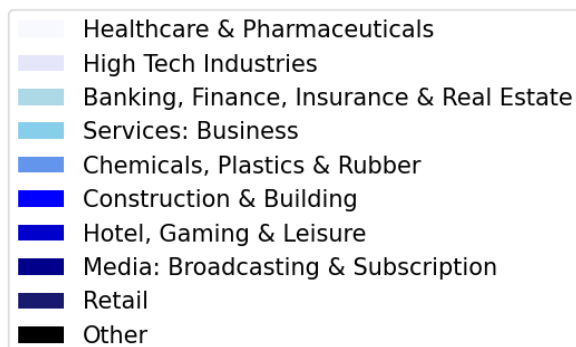 Healthcare & Pharmaceuticals
High Tech Industries
Banking, Finance, Insurance & Real Estate
Services: Business
Chemicals, Plastics & Rubber
Construction & Building
Hotel, Gaming & Leisure
Media: Broadcasting & Subscription
Retail
Other